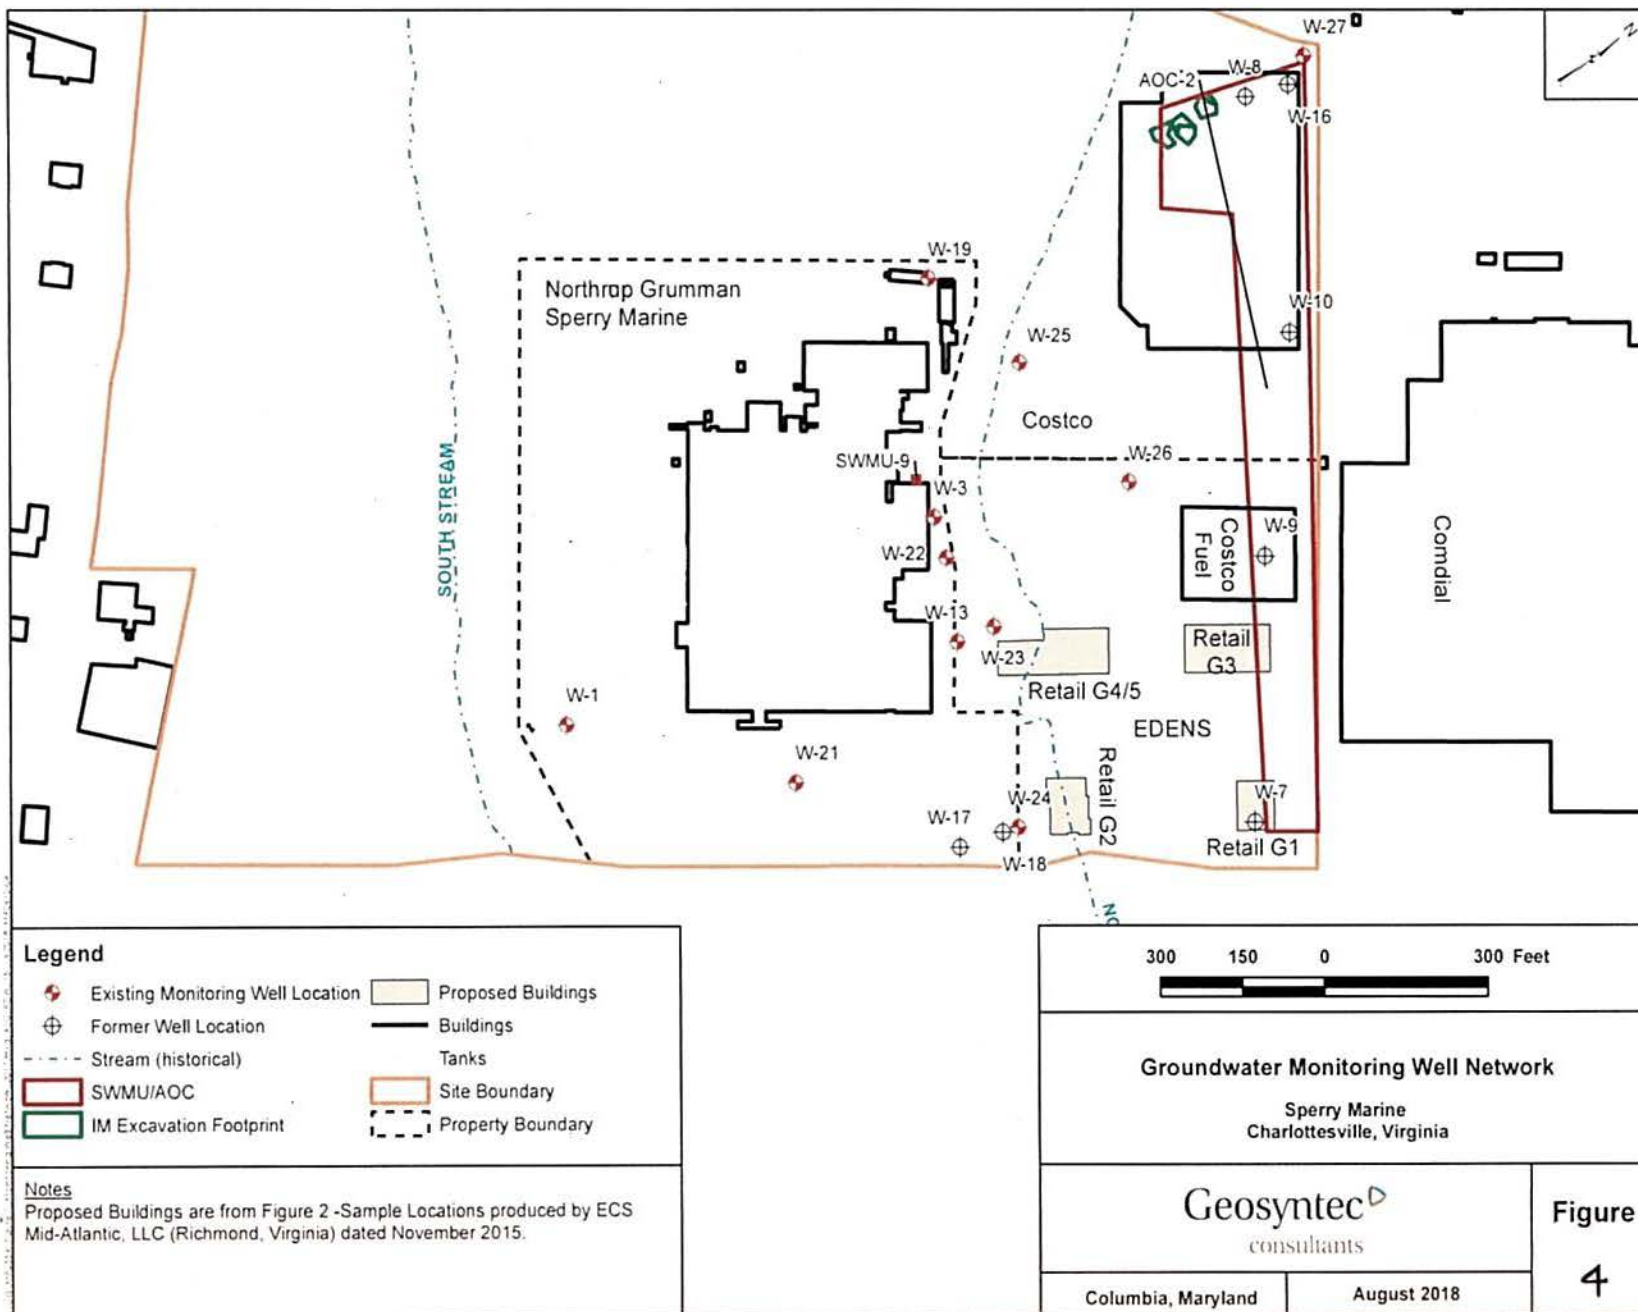 W-27
AOC-2
W-8
W-16
N
W-19
Northrop Grumman
Sperry Marine
W-10
W-25
Costco
W-26
SWMU-9
W-3
W-9
Costco
Fuel
W-22
SOUTH STREAM
Comdial
W-13
W-23
Retail
G3
Retail G4/5
W-1
EDENS
W-21
Retail G2
W-24
W-7
W-17
W-18
Retail G1
NO
Legend
Existing Monitoring Well Location
Proposed Buildings
Former Well Location
Buildings
Stream (historical)
Tanks
SWMU/AOC
Site Boundary
IM Excavation Footprint
Property Boundary
Notes
Proposed Buildings are from Figure 2 -Sample Locations produced by ECS
Mid-Atlantic, LLC (Richmond, Virginia) dated November 2015.
300 150 0 300 Feet
Groundwater Monitoring Well Network
Sperry Marine
Charlottesville, Virginia
Geosyntec
consultants
Figure
4
Columbia, Maryland
August 2018